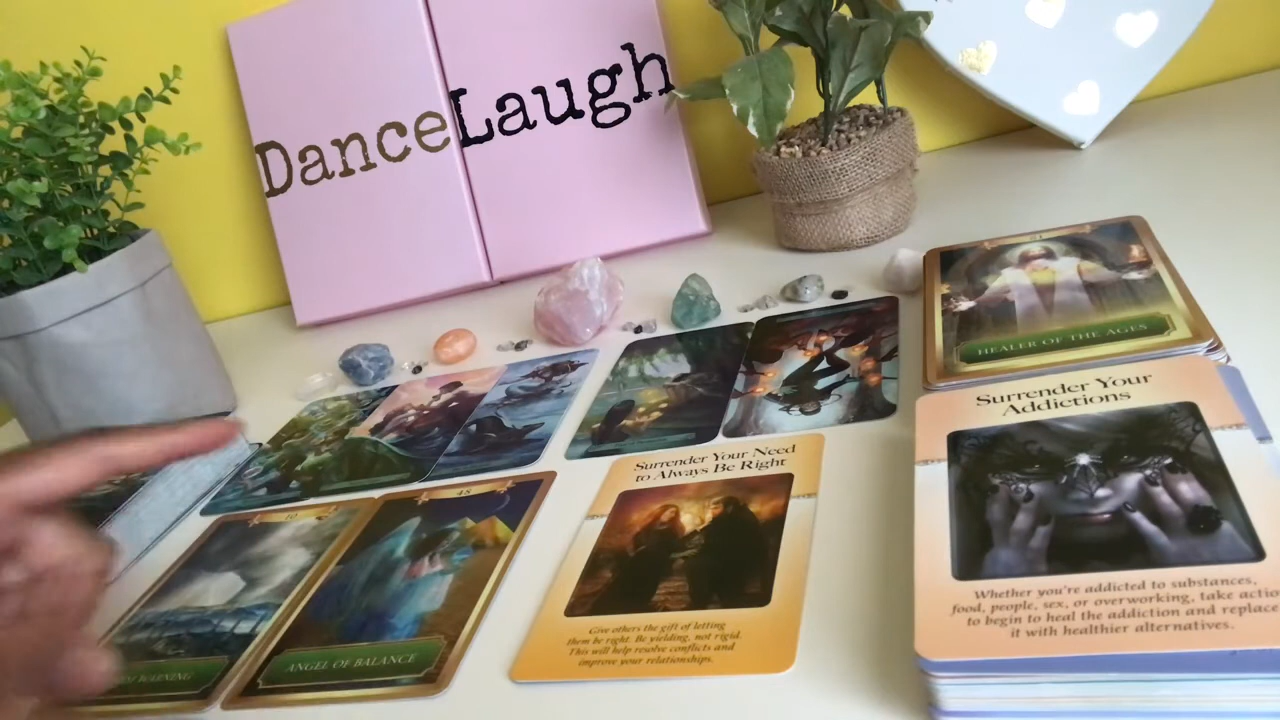 DanceLaugh
HEALER OF THE AGES
Surrender Your
Addictions
Whether you're addicted to substances,
food, people, sex, or overworking, take
to begin to heal the addiction and replace
it with healthier alternatives.
Surrender Your Need
to Always Be Right
Give others the gift of letting
them be right. Be yielding, not rigid.
This will help resolve conflicts and
improve your relationships.
48
ANGEL OF BALANCE
10
WARNING